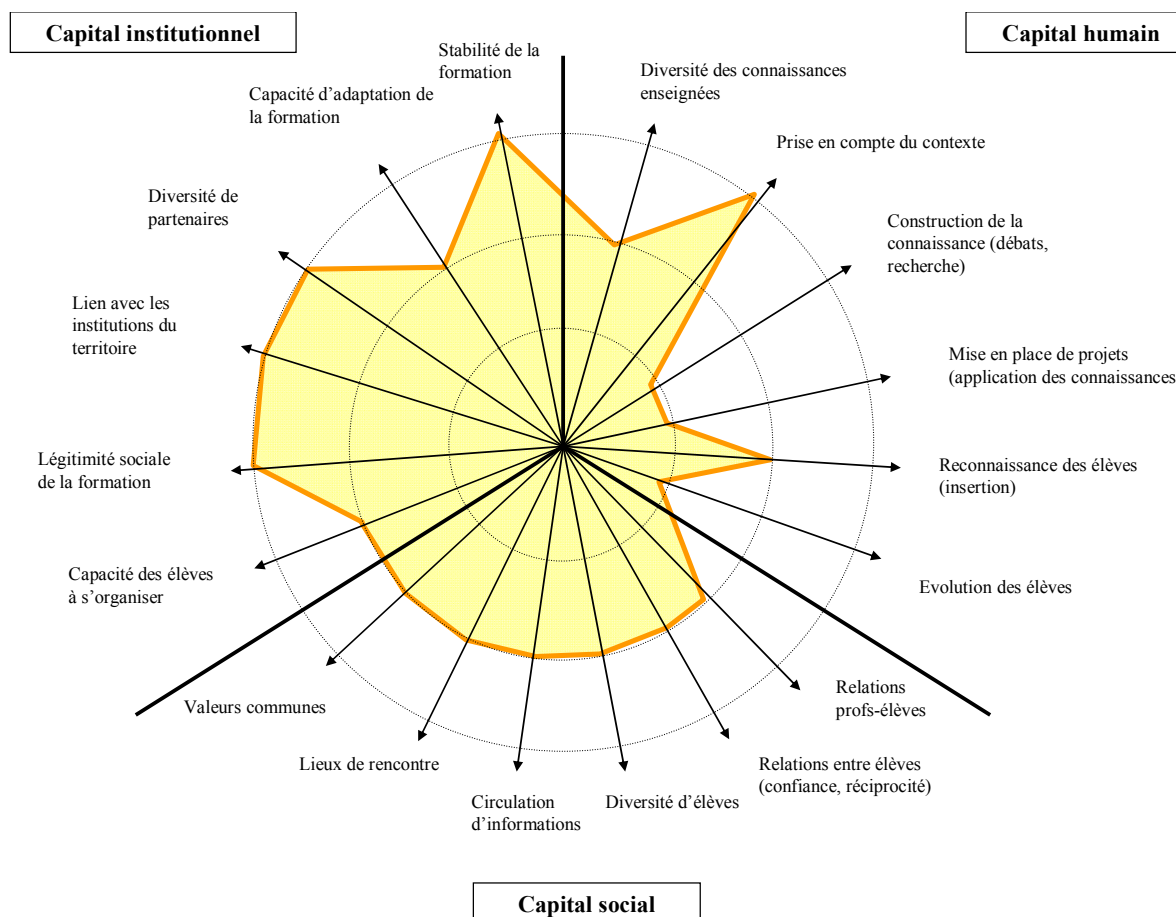 Capital institutionnel
Capital humain
Stabilité de la
formation
Diversité des connaissances
enseignées
Capacité d’adaptation de
la formation
Prise en compte du contexte
Diversité de
partenaires
Construction de la
connaissance (débats,
recherche)
Lien avec les
institutions du
territoire
Mise en place de projets
(application des connaissances
Légitimité sociale
de la formation
Reconnaissance des élèves
(insertion)
Capacité des élèves
à s’organiser
Evolution des élèves
Valeurs communes
Relations
profs-élèves
Lieux de rencontre
Relations entre élèves
(confiance, réciprocité)
Circulation
d’informations
Diversité d’élèves
Capital social